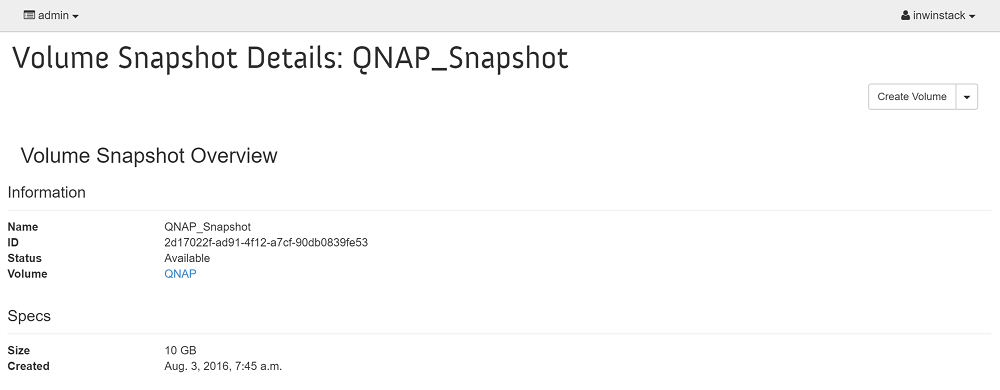 admin inwinstack
Volume Snapshot Details: QNAP_Snapshot
Create Volume
Volume Snapshot Overview
Information
Name QNAP_Snapshot
ID 2d17022f-ad91-4f12-a7cf-90db0839fe53
Status Available
Volume QNAP
Specs
Size 10 GB
Created Aug. 3, 2016, 7:45 a.m.